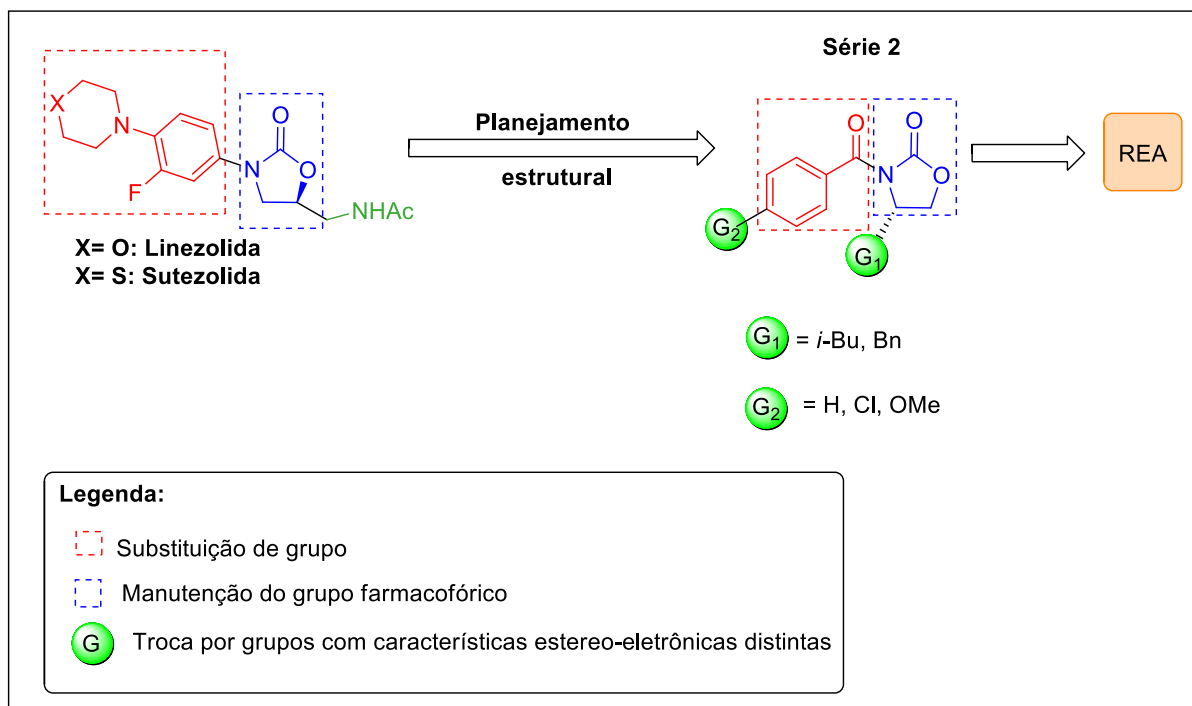 Série 2
X
N
F
O
N
O
NHAc
X= O: Linezolida
X= S: Sutezolida
Planejamento
estrutural
O
O
N
O
G2
G1
REA
G1 = i-Bu, Bn
G2 = H, Cl, OMe
Legenda:
Substituição de grupo
Manutenção do grupo farmacofórico
G Troca por grupos com características estereo-eletrônicas distintas